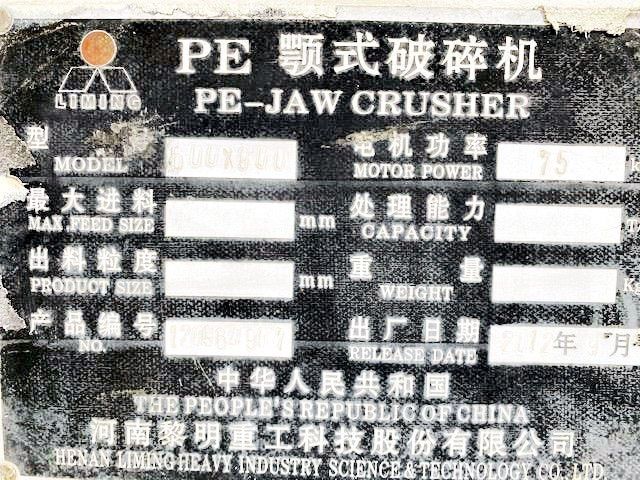 LIMING
PE 颚式破碎机
PE-JAW CRUSHER
型
MODEL
电机功率
MOTOR POWER 75
最大进料
MAX FEED SIZE mm
处理能力
CAPACITY
出料粒度
PRODUCT SIZE mm
重 量
WEIGHT
产品编号
NO.
出厂日期
RELEASE DATE 年 月
中华人民共和国
THE PEOPLE'S REPUBLIC OF CHINA
河南黎明重工科技股份有限公司
HENAN LIMING HEAVY INDUSTRY SCIENCE & TECHNOLOGY CO. LTD.